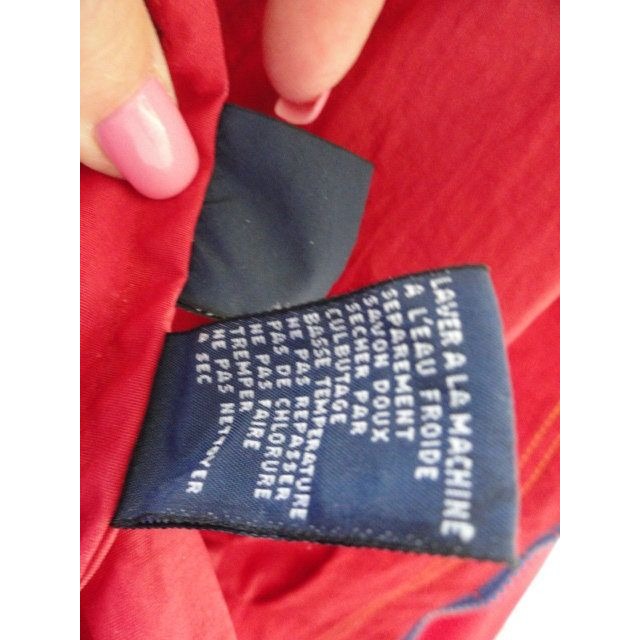 LAVER A LA MACHINE
A L'EAU FROIDE
SEPAREMENT
SAVON DOUX
SECHER PAR
CULBUTAGE
BASSE TEMPERATURE
NE PAS REPASSER
PAS DE CHLORURE
NE PAS FAIRE
TREMPER
NE PAS NETTOYER
A SEC